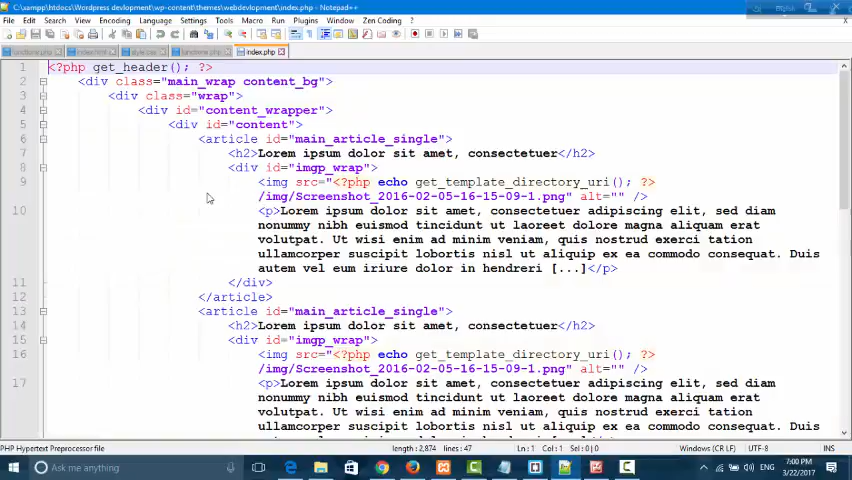 C:\xampp\htdocs\Wordpress devlopment\wp-content\themes\webdevlopment\index.php - Notepad++
File Edit Search View Encoding Language Settings Macro Run Plugins Window Zen Coding ?
index.php
1 <?php get_header(); ?>
2 <div class="main_wrap content_bg">
3 <div class="wrap">
4 <div id="content_wrapper">
5 <div id="content">
6 <article id="main_article_single">
7 <h2>Lorem ipsum dolor sit amet, consectetuer</h2>
8 <div id="imgp_wrap">
9 <img src="<?php echo get_template_directory_uri(); ?>
/img/Screenshot_2016-02-05-16-15-09-1.png" alt="" />
10 <p>Lorem ipsum dolor sit amet, consectetuer adipiscing elit, sed diam
nonummy nibh euismod tincidunt ut laoreet dolore magna aliquam erat
volutpat. Ut wisi enim ad minim veniam, quis nostrud exerci tation
ullamcorper suscipit lobortis nisl ut aliquip ex ea commodo consequat. Duis
autem vel eum iriure dolor in hendreri [...]</p>
11 </div>
12 </article>
13 <article id="main_article_single">
14 <h2>Lorem ipsum dolor sit amet, consectetuer</h2>
15 <div id="imgp_wrap">
16 <img src="<?php echo get_template_directory_uri(); ?>
/img/Screenshot_2016-02-05-16-15-09-1.png" alt="" />
17 <p>Lorem ipsum dolor sit amet, consectetuer adipiscing elit, sed diam
nonummy nibh euismod tincidunt ut laoreet dolore magna aliquam erat
volutpat. Ut wisi enim ad minim veniam, quis nostrud exerci tation
ullamcorper suscipit lobortis nisl ut aliquip ex ea commodo consequat. Duis
PHP Hypertext Preprocessor file length : 2,874 lines : 47 Ln : 1 Col : 1 Sel : 0 | 0 Windows (CR LF) UTF-8 INS
Ask me anything
ENG
7:00 PM
3/22/2017